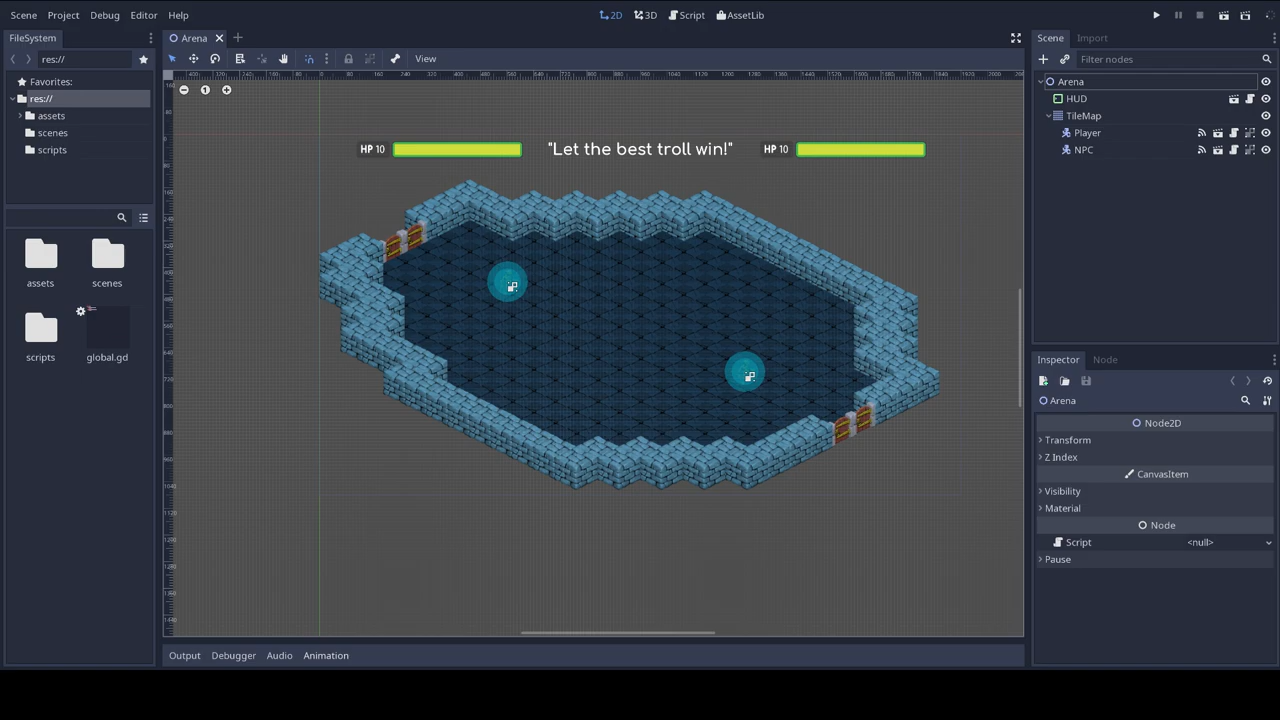 Scene Project Debug Editor Help
2D 3D Script AssetLib
FileSystem
Arena
Scene Import
res://
View
Filter nodes
Favorites:
res://
assets
scenes
scripts
Arena
HUD
TileMap
Player
NPC
HP 10
"Let the best troll win!"
HP 10
assets
scenes
scripts
global.gd
Inspector Node
Arena
Node2D
Transform
Z Index
CanvasItem
Visibility
Material
Node
Script <null>
Pause
Output Debugger Audio Animation